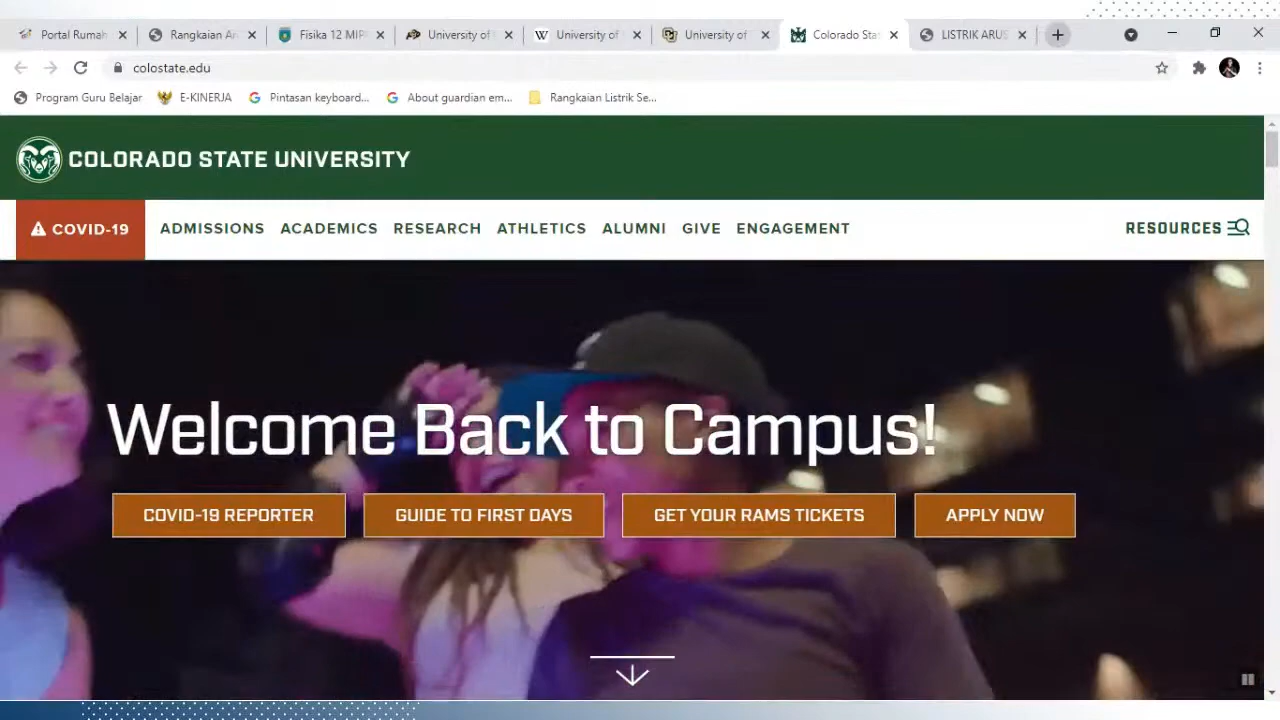 Portal Rumah
Rangkaian Ar
Fisika 12 MIP
University of
University of
University of
Colorado Sta
LISTRIK ARUS
colostate.edu
Program Guru Belajar
E-KINERJA
Pintasan keyboard...
About guardian em...
Rangkaian Listrik Se...
COLORADO STATE UNIVERSITY
COVID-19
ADMISSIONS
ACADEMICS
RESEARCH
ATHLETICS
ALUMNI
GIVE
ENGAGEMENT
RESOURCES
Welcome Back to Campus!
COVID-19 REPORTER
GUIDE TO FIRST DAYS
GET YOUR RAMS TICKETS
APPLY NOW